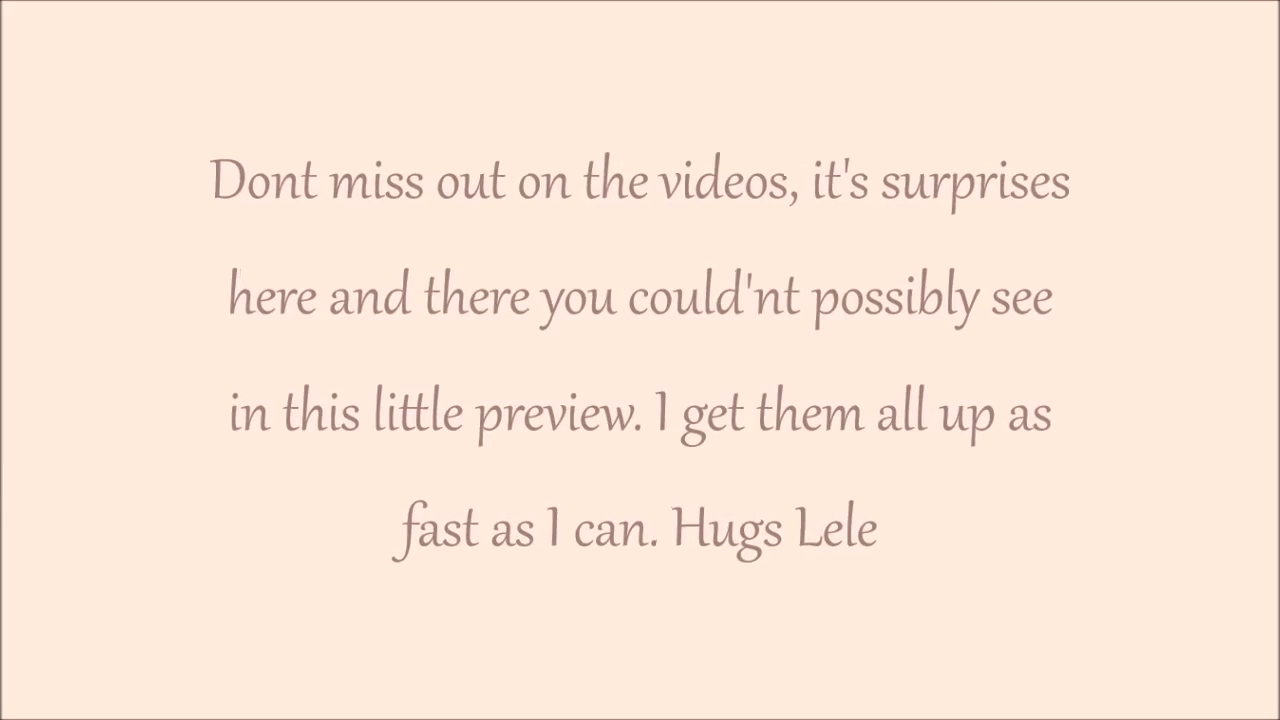 Dont miss out on the videos, it's surprises
here and there you could'nt possibly see
in this little preview. I get them all up as
fast as I can. Hugs Lele